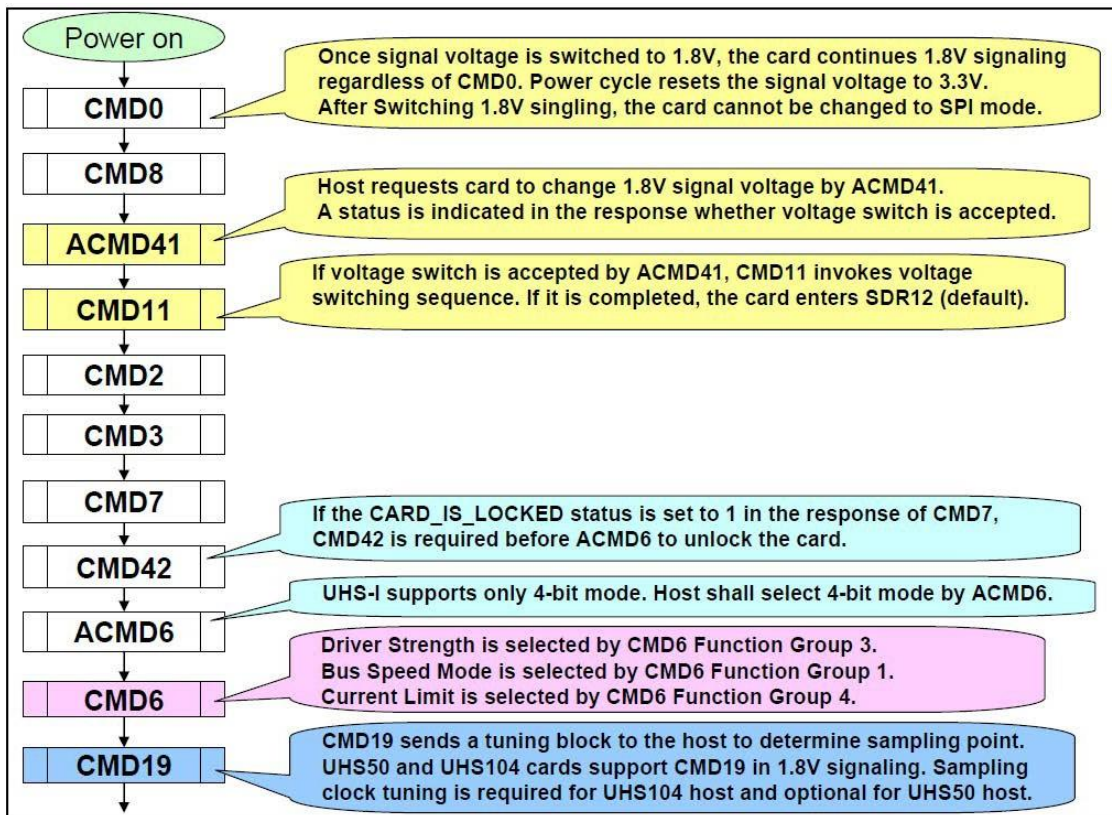 Power on
Once signal voltage is switched to 1.8V, the card continues 1.8V signaling
regardless of CMD0. Power cycle resets the signal voltage to 3.3V.
After Switching 1.8V singling, the card cannot be changed to SPI mode.
CMD0
CMD8
Host requests card to change 1.8V signal voltage by ACMD41.
A status is indicated in the response whether voltage switch is accepted.
ACMD41
If voltage switch is accepted by ACMD41, CMD11 invokes voltage
switching sequence. If it is completed, the card enters SDR12 (default).
CMD11
CMD2
CMD3
CMD7
If the CARD_IS_LOCKED status is set to 1 in the response of CMD7,
CMD42 is required before ACMD6 to unlock the card.
CMD42
UHS-I supports only 4-bit mode. Host shall select 4-bit mode by ACMD6.
ACMD6
Driver Strength is selected by CMD6 Function Group 3.
Bus Speed Mode is selected by CMD6 Function Group 1.
Current Limit is selected by CMD6 Function Group 4.
CMD6
CMD19 sends a tuning block to the host to determine sampling point.
UHS50 and UHS104 cards support CMD19 in 1.8V signaling. Sampling
clock tuning is required for UHS104 host and optional for UHS50 host.
CMD19